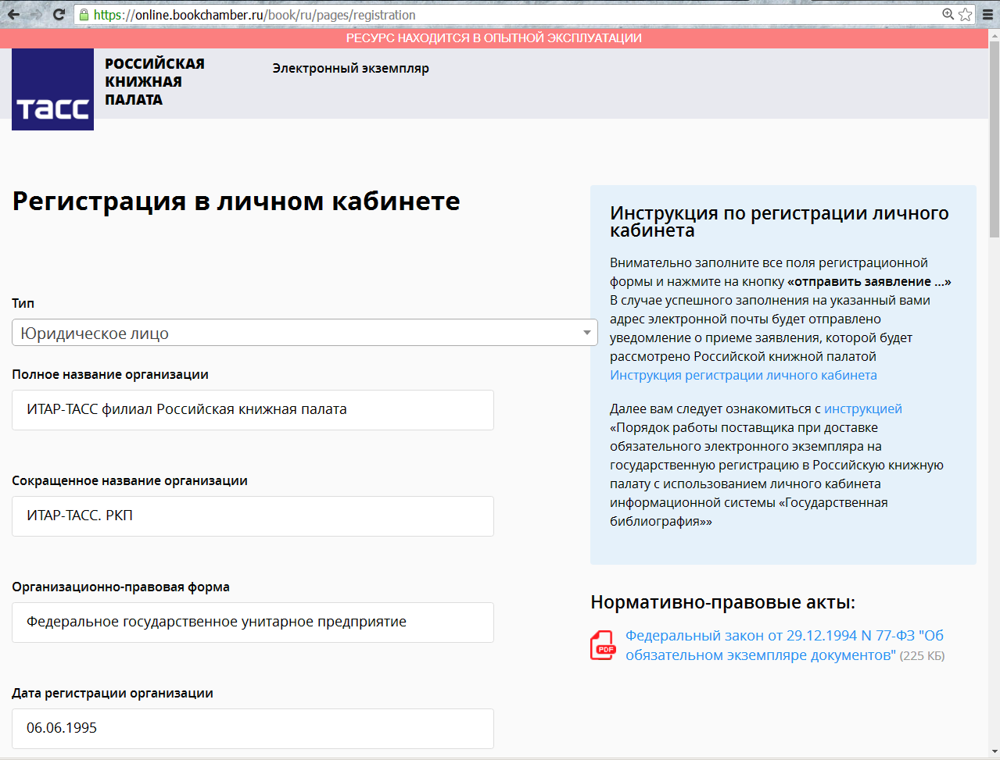 https://online.bookchamber.ru/book/ru/pages/registration
РЕСУРС НАХОДИТСЯ В ОПЫТНОЙ ЭКСПЛУАТАЦИИ
ТАСС
РОССИЙСКАЯ
КНИЖНАЯ
ПАЛАТА
Электронный экземпляр
Регистрация в личном кабинете
Тип
Юридическое лицо
Полное название организации
ИТАР-ТАСС филиал Российская книжная палата
Сокращенное название организации
ИТАР-ТАСС. РКП
Организационно-правовая форма
Федеральное государственное унитарное предприятие
Дата регистрации организации
06.06.1995
Инструкция по регистрации личного
кабинета
Внимательно заполните все поля регистрационной
формы и нажмите на кнопку «отправить заявление ...»
В случае успешного заполнения на указанный вами
адрес электронной почты будет отправлено
уведомление о приеме заявления, которой будет
рассмотрено Российской книжной палатой
Инструкция регистрации личного кабинета
Далее вам следует ознакомиться с инструкцией
«Порядок работы поставщика при доставке
обязательного электронного экземпляра на
государственную регистрацию в Российскую книжную
палату с использованием личного кабинета
информационной системы «Государственная
библиография»»
Нормативно-правовые акты:
PDF
Федеральный закон от 29.12.1994 N 77-ФЗ "Об
обязательном экземпляре документов" (225 КБ)